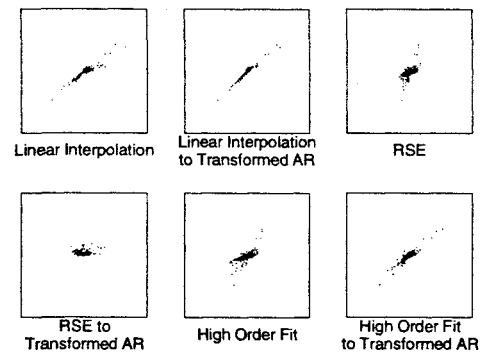 Linear Interpolation
Linear Interpolation
to Transformed AR
RSE
RSE to
Transformed AR
High Order Fit
High Order Fit
to Transformed AR